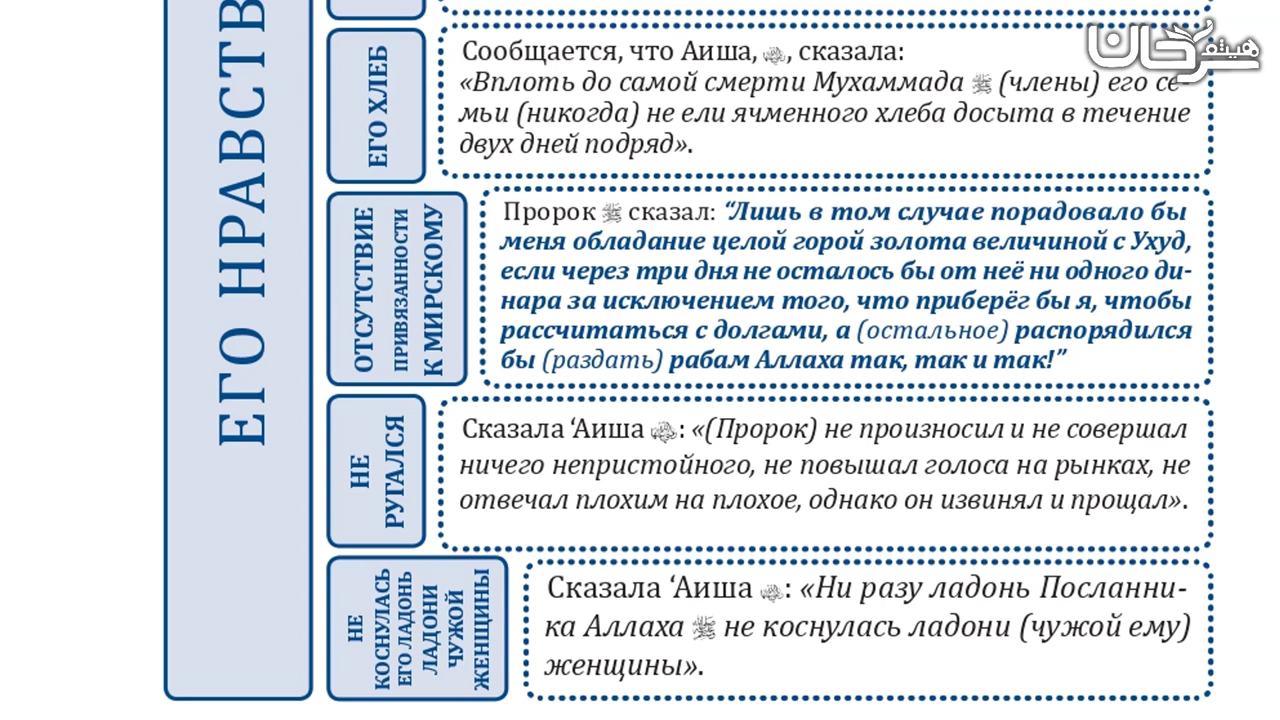 هيتمرخان
ЕГО НРАВСТВ
ЕГО ХЛЕБ
Сообщается, что Аиша, , сказала:
«Вплоть до самой смерти Мухаммада ﷺ (члены) его се-
мьи (никогда) не ели ячменного хлеба досыта в течение
двух дней подряд».
ОТСУТСТВИЕ
ПРИВЯЗАННОСТИ
К МИРСКОМУ
Пророк ﷺ сказал: “Лишь в том случае порадовало бы
меня обладание целой горой золота величиной с Ухуд,
если через три дня не осталось бы от неё ни одного ди-
нара за исключением того, что приберёг бы я, чтобы
рассчитаться с долгами, а (остальное) распорядился
бы (раздать) рабам Аллаха так, так и так!”
НЕ
РУГАЛСЯ
Сказала ‘Аиша : «(Пророк) не произносил и не совершал
ничего непристойного, не повышал голоса на рынках, не
отвечал плохим на плохое, однако он извинял и прощал».
НЕ
КОСНУЛАСЬ
ЕГО ЛАДОНЬ
ЛАДОНИ
ЧУЖОЙ
ЖЕНЩИНЫ
Сказала ‘Аиша : «Ни разу ладонь Посланни-
ка Аллаха ﷺ не коснулась ладони (чужой ему)
женщины».